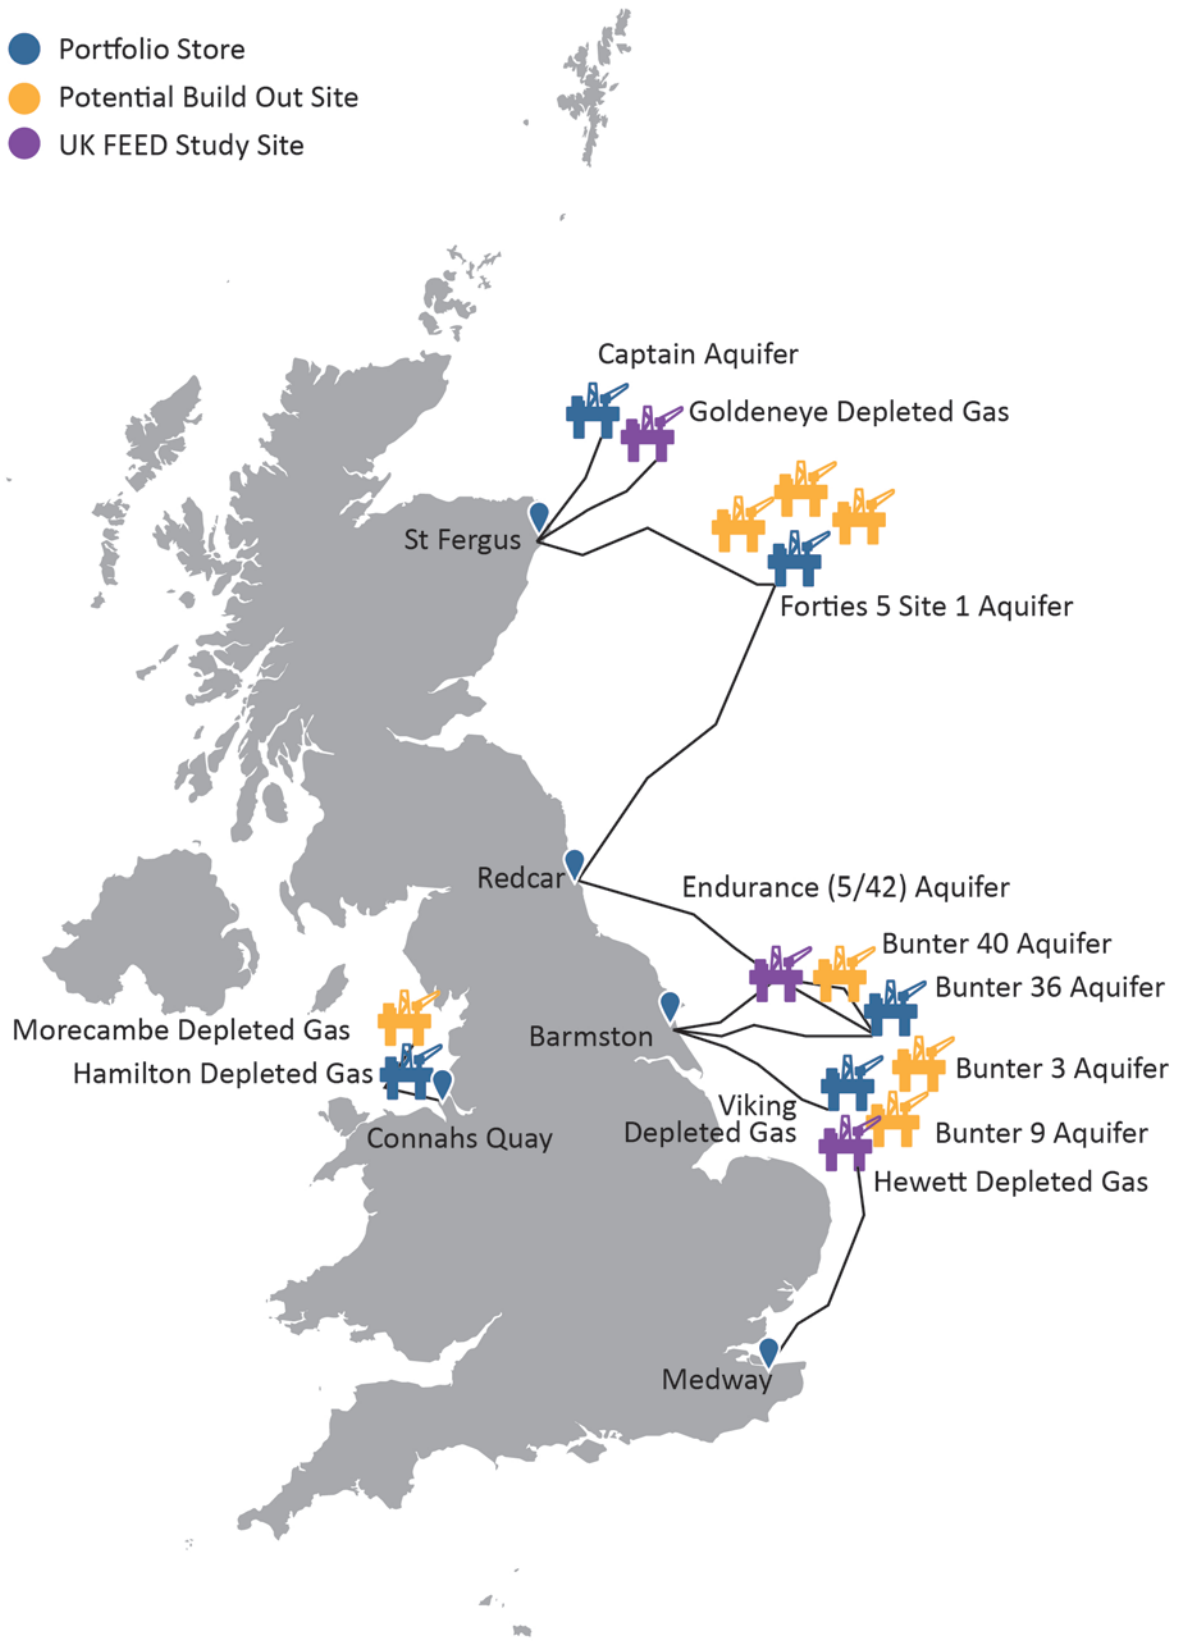 Portfolio Store
Potential Build Out Site
UK FEED Study Site
Captain Aquifer
Goldeneye Depleted Gas
St Fergus
Forties 5 Site 1 Aquifer
Redcar
Endurance (5/42) Aquifer
Bunter 40 Aquifer
Bunter 36 Aquifer
Morecambe Depleted Gas
Barmston
Hamilton Depleted Gas
Bunter 3 Aquifer
Viking
Depleted Gas
Connahs Quay
Bunter 9 Aquifer
Hewett Depleted Gas
Medway